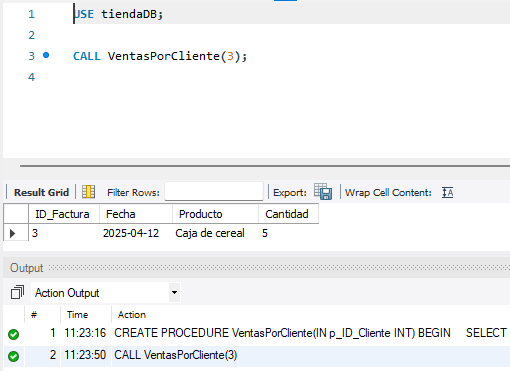 1 USE tiendaDB;
2
3 CALL VentasPorCliente(3);
4
Result Grid Filter Rows: Export: Wrap Cell Content: IA
ID_Factura Fecha Producto Cantidad
3 2025-04-12 Caja de cereal 5
Output
Action Output
# Time Action
1 11:23:16 CREATE PROCEDURE VentasPorCliente(IN p_ID_Cliente INT) BEGIN SELECT
2 11:23:50 CALL VentasPorCliente(3)